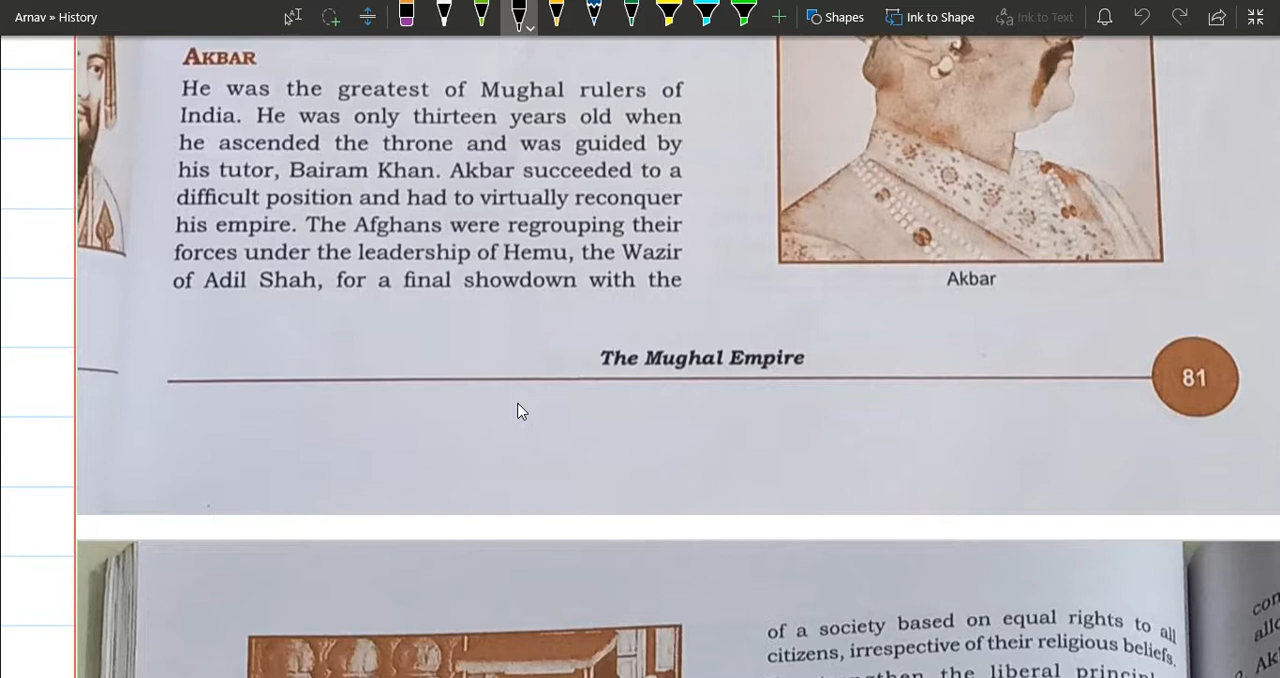 Arnav » History
Shapes
Ink to Shape
Ink to Text
AKBAR
He was the greatest of Mughal rulers of
India. He was only thirteen years old when
he ascended the throne and was guided by
his tutor, Bairam Khan. Akbar succeeded to a
difficult position and had to virtually reconquer
his empire. The Afghans were regrouping their
forces under the leadership of Hemu, the Wazir
of Adil Shah, for a final showdown with the
Akbar
The Mughal Empire
81
of a society based on equal rights to all
citizens, irrespective of their religious beliefs.
the liberal